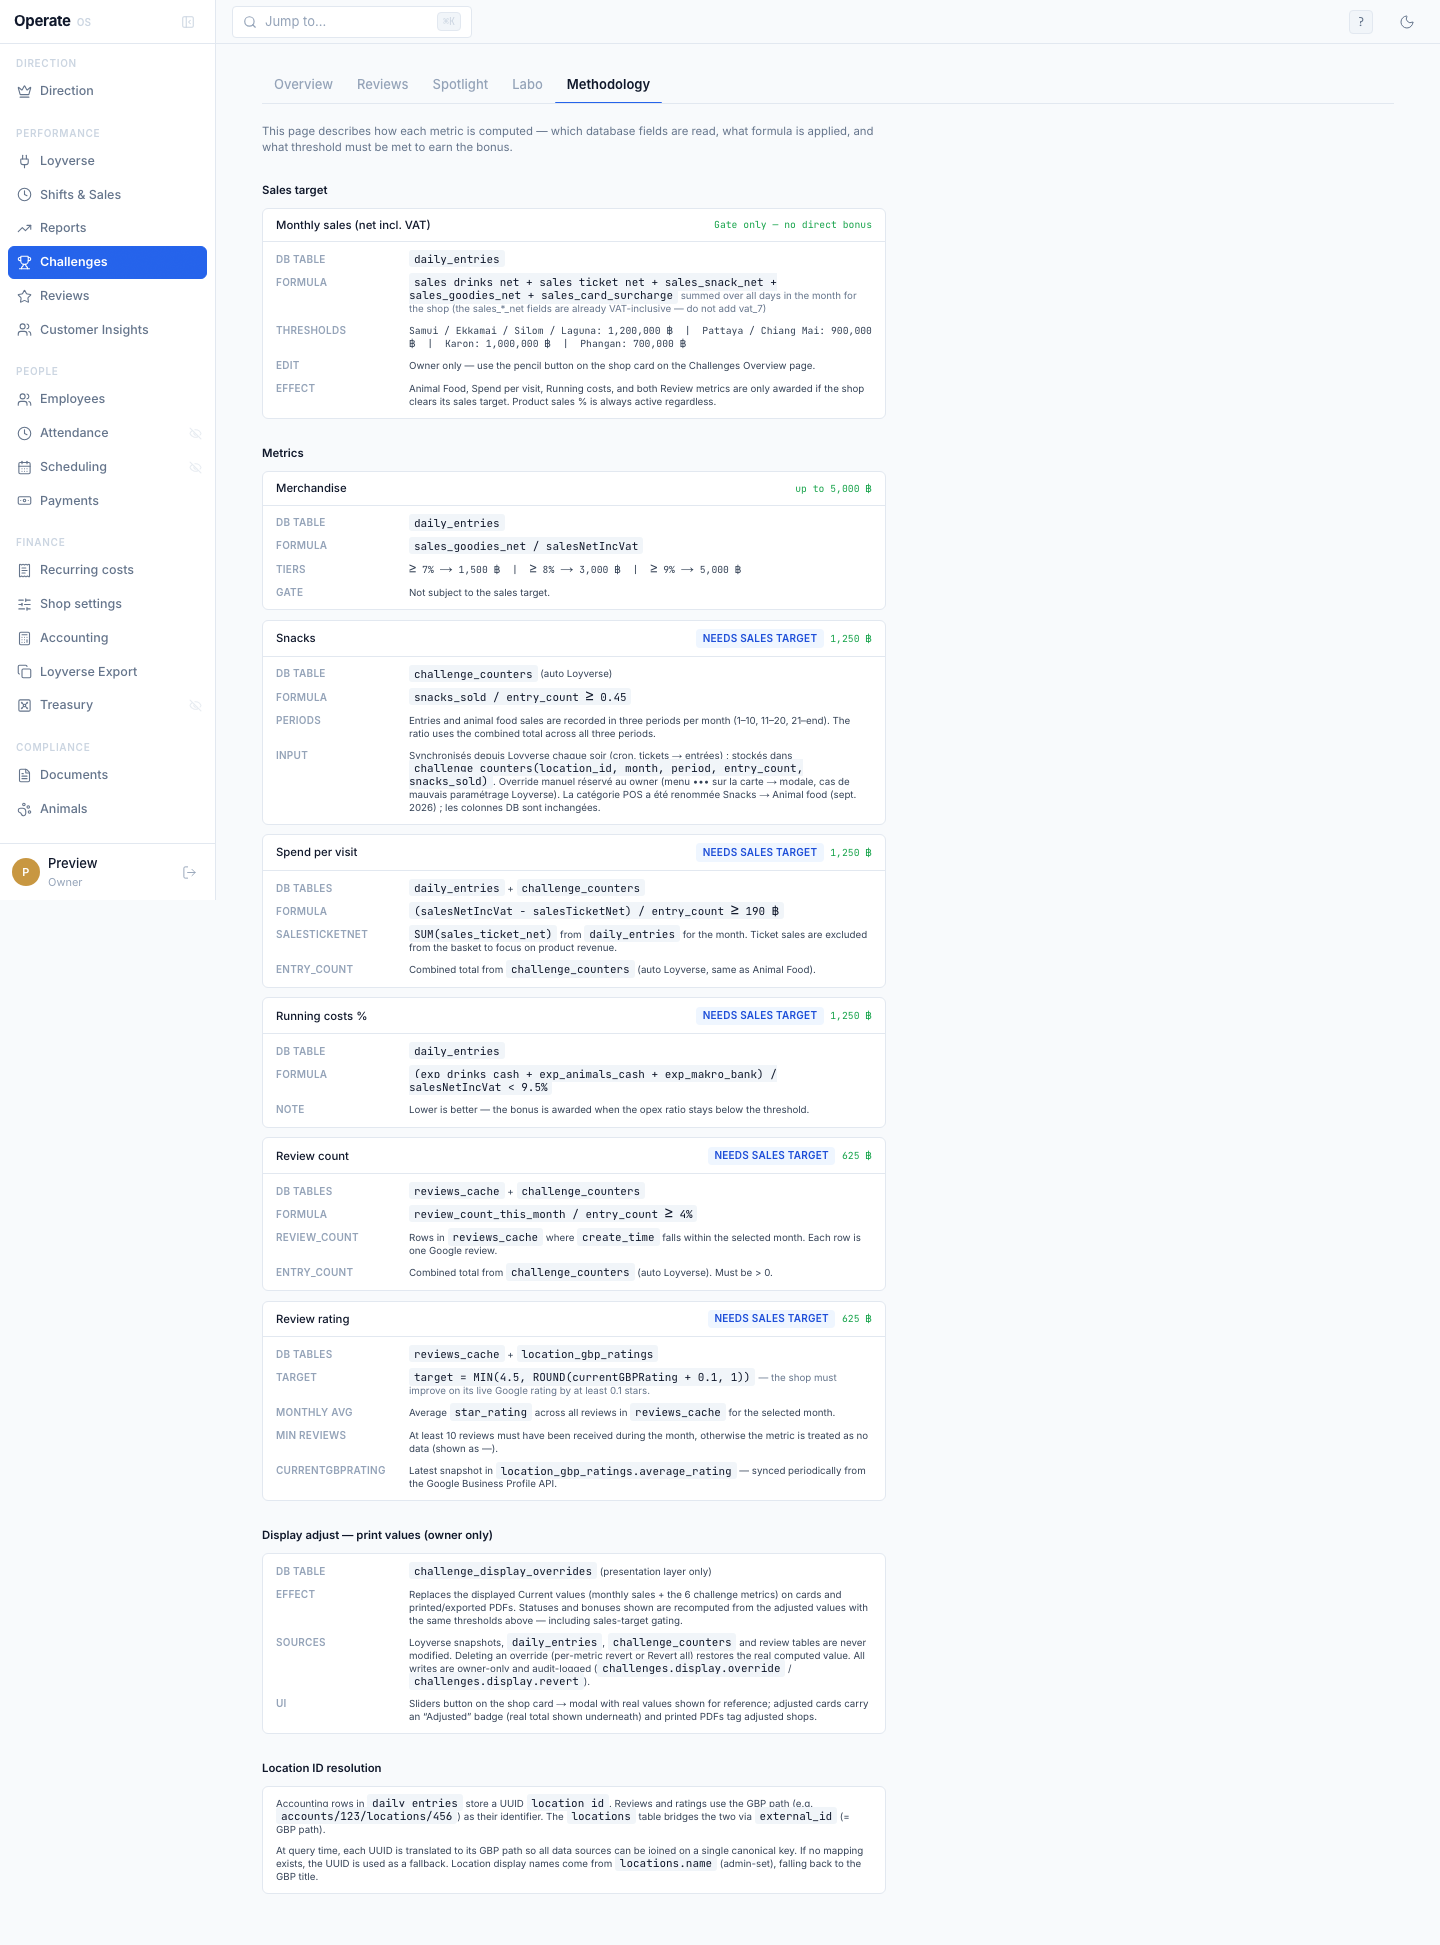 Operate OS
Jump to...
⌘K
?
DIRECTION
Direction
PERFORMANCE
Loyverse
Shifts & Sales
Reports
Challenges
Reviews
Customer Insights
PEOPLE
Employees
Attendance
Scheduling
Payments
FINANCE
Recurring costs
Shop settings
Accounting
Loyverse Export
Treasury
COMPLIANCE
Documents
Animals
P
Preview
Owner
Overview
Reviews
Spotlight
Labo
Methodology
This page describes how each metric is computed — which database fields are read, what formula is applied, and
what threshold must be met to earn the bonus.
Sales target
Monthly sales (net incl. VAT)
Gate only — no direct bonus
DB TABLE
daily_entries
FORMULA
sales_drinks_net + sales_ticket_net + sales_snack_net +
sales_goodies_net + sales_card_surcharge summed over all days in the month for
the shop (the sales_*_net fields are already VAT-inclusive — do not add vat_7)
THRESHOLDS
Samui / Ekkamai / Silom / Laguna: 1,200,000 ฿ | Pattaya / Chiang Mai: 900,000
฿ | Karon: 1,000,000 ฿ | Phangan: 700,000 ฿
EDIT
Owner only — use the pencil button on the shop card on the Challenges Overview page.
EFFECT
Animal Food, Spend per visit, Running costs, and both Review metrics are only awarded if the shop
clears its sales target. Product sales % is always active regardless.
Metrics
Merchandise
up to 5,000 ฿
DB TABLE
daily_entries
FORMULA
sales_goodies_net / salesNetIncVat
TIERS
≥ 7% → 1,500 ฿ | ≥ 8% → 3,000 ฿ | ≥ 9% → 5,000 ฿
GATE
Not subject to the sales target.
Snacks
NEEDS SALES TARGET 1,250 ฿
DB TABLE
challenge_counters (auto Loyverse)
FORMULA
snacks_sold / entry_count ≥ 0.45
PERIODS
Entries and animal food sales are recorded in three periods per month (1–10, 11–20, 21–end). The
ratio uses the combined total across all three periods.
INPUT
Synchronisés depuis Loyverse chaque soir (cron, tickets → entrées) ; stockés dans
challenge_counters(location_id, month, period, entry_count,
snacks_sold) . Override manuel réservé au owner (menu ••• sur la carte → modale, cas de
mauvais paramétrage Loyverse). La catégorie POS a été renommée Snacks → Animal food (sept.
2026) ; les colonnes DB sont inchangées.
Spend per visit
NEEDS SALES TARGET 1,250 ฿
DB TABLES
daily_entries + challenge_counters
FORMULA
(salesNetIncVat - salesTicketNet) / entry_count ≥ 190 ฿
SALESTICKETNET
SUM(sales_ticket_net) from daily_entries for the month. Ticket sales are excluded
from the basket to focus on product revenue.
ENTRY_COUNT
Combined total from challenge_counters (auto Loyverse, same as Animal Food).
Running costs %
NEEDS SALES TARGET 1,250 ฿
DB TABLE
daily_entries
FORMULA
(exp_drinks_cash + exp_animals_cash + exp_makro_bank) /
salesNetIncVat < 9.5%
NOTE
Lower is better — the bonus is awarded when the opex ratio stays below the threshold.
Review count
NEEDS SALES TARGET 625 ฿
DB TABLES
reviews_cache + challenge_counters
FORMULA
review_count_this_month / entry_count ≥ 4%
REVIEW_COUNT
Rows in reviews_cache where create_time falls within the selected month. Each row is
one Google review.
ENTRY_COUNT
Combined total from challenge_counters (auto Loyverse). Must be > 0.
Review rating
NEEDS SALES TARGET 625 ฿
DB TABLES
reviews_cache + location_gbp_ratings
TARGET
target = MIN(4.5, ROUND(currentGBPRating + 0.1, 1)) — the shop must
improve on its live Google rating by at least 0.1 stars.
MONTHLY AVG
Average star_rating across all reviews in reviews_cache for the selected month.
MIN REVIEWS
At least 10 reviews must have been received during the month, otherwise the metric is treated as no
data (shown as —).
CURRENTGBPRATING
Latest snapshot in location_gbp_ratings.average_rating — synced periodically from
the Google Business Profile API.
Display adjust — print values (owner only)
DB TABLE
challenge_display_overrides (presentation layer only)
EFFECT
Replaces the displayed Current values (monthly sales + the 6 challenge metrics) on cards and
printed/exported PDFs. Statuses and bonuses shown are recomputed from the adjusted values with
the same thresholds above — including sales-target gating.
SOURCES
Loyverse snapshots, daily_entries , challenge_counters and review tables are never
modified. Deleting an override (per-metric revert or Revert all) restores the real computed value. All
writes are owner-only and audit-logged ( challenges.display.override /
challenges.display.revert ).
UI
Sliders button on the shop card → modal with real values shown for reference; adjusted cards carry
an “Adjusted” badge (real total shown underneath) and printed PDFs tag adjusted shops.
Location ID resolution
Accounting rows in daily_entries store a UUID location_id . Reviews and ratings use the GBP path (e.g.
accounts/123/locations/456 ) as their identifier. The locations table bridges the two via external_id (=
GBP path).
At query time, each UUID is translated to its GBP path so all data sources can be joined on a single canonical key. If no mapping
exists, the UUID is used as a fallback. Location display names come from locations.name (admin-set), falling back to the
GBP title.